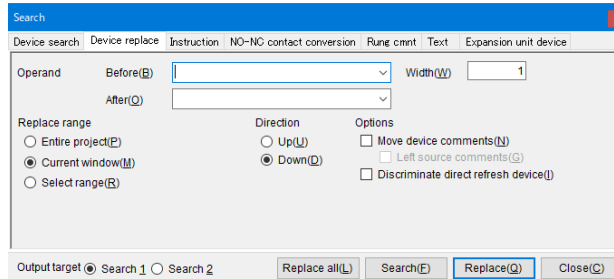 Search
Device search Device replace Instruction NO-NC contact conversion Rung cmnt Text Expansion unit device
Operand Before(B) Width(W) 1
After(O)
Replace range Direction Options
Entire project(P) Up(U) Move device comments(N)
Current window(M) Down(D) Left source comments(G)
Select range(R) Discriminate direct refresh device(I)
Output target Search 1 Search 2 Replace all(L) Search(F) Replace(Q) Close(C)